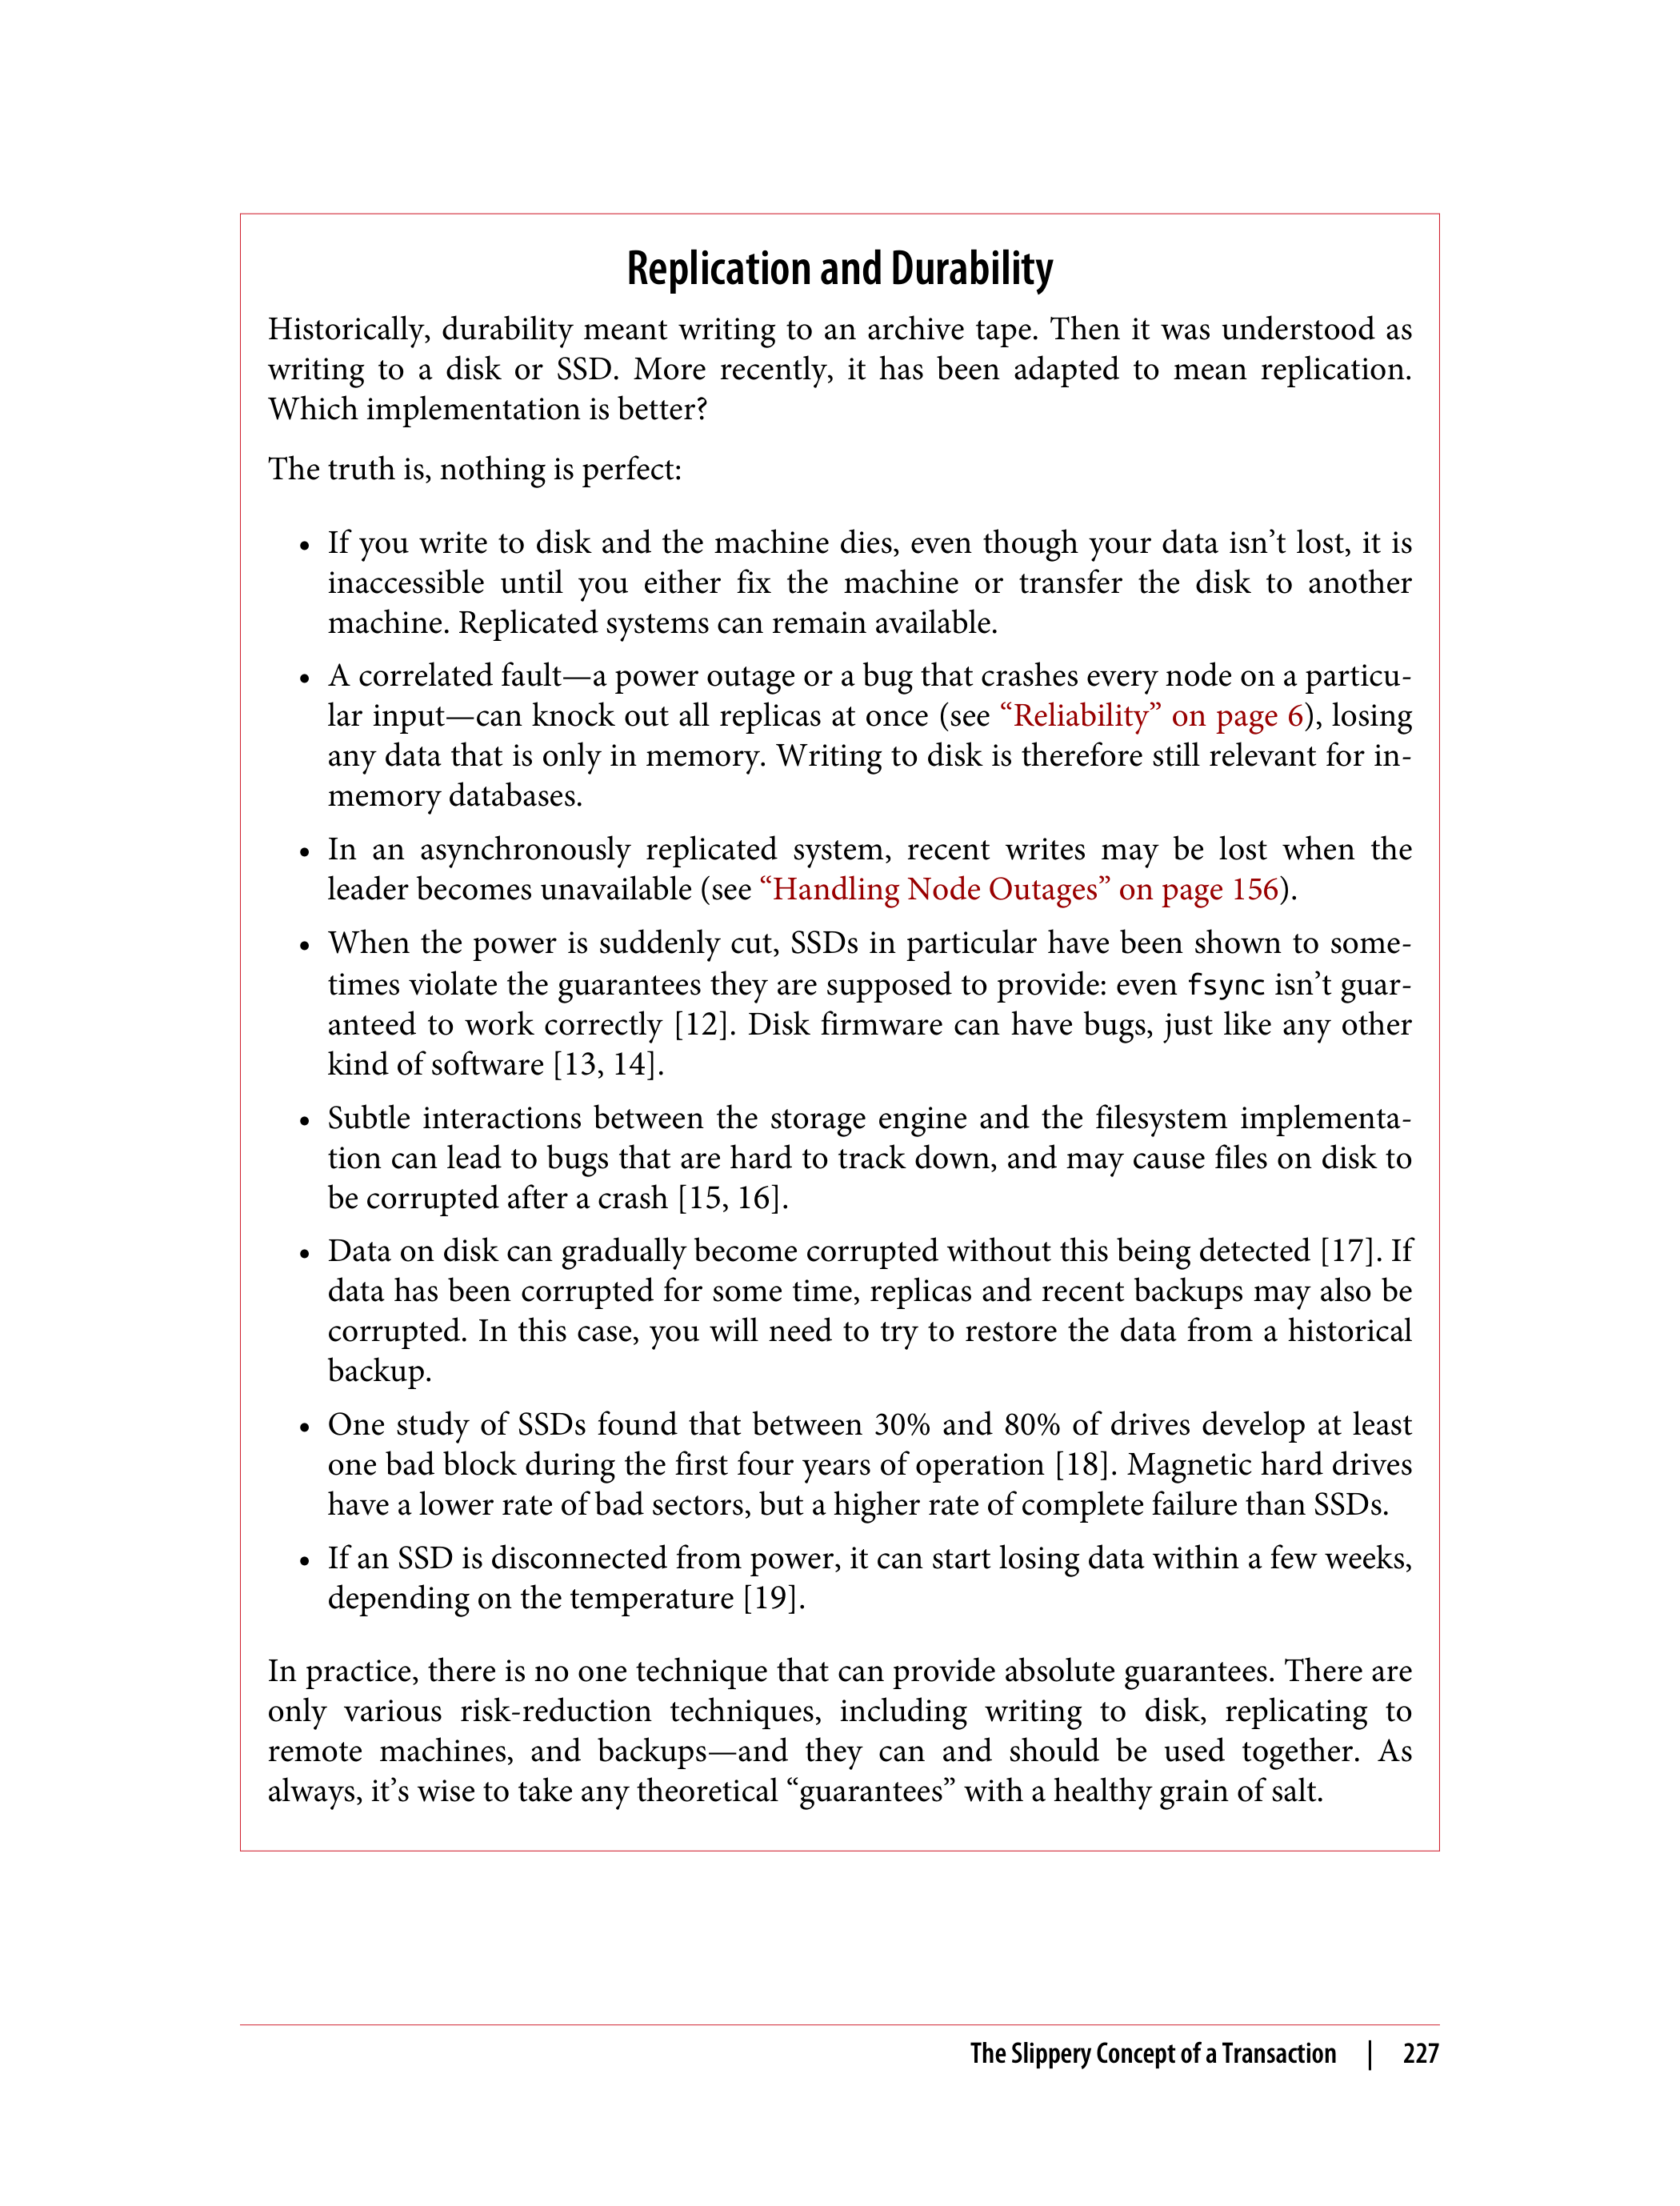 Replication and Durability
Historically, durability meant writing to an archive tape. Then it was understood as
writing to a disk or SSD. More recently, it has been adapted to mean replication.
Which implementation is better?
The truth is, nothing is perfect:
• If you write to disk and the machine dies, even though your data isn’t lost, it is
inaccessible until you either fix the machine or transfer the disk to another
machine. Replicated systems can remain available.
• A correlated fault—a power outage or a bug that crashes every node on a particu-
lar input—can knock out all replicas at once (see “Reliability” on page 6), losing
any data that is only in memory. Writing to disk is therefore still relevant for in-
memory databases.
• In an asynchronously replicated system, recent writes may be lost when the
leader becomes unavailable (see “Handling Node Outages” on page 156).
• When the power is suddenly cut, SSDs in particular have been shown to some-
times violate the guarantees they are supposed to provide: even fsync isn’t guar-
anteed to work correctly [12]. Disk firmware can have bugs, just like any other
kind of software [13, 14].
• Subtle interactions between the storage engine and the filesystem implementa-
tion can lead to bugs that are hard to track down, and may cause files on disk to
be corrupted after a crash [15, 16].
• Data on disk can gradually become corrupted without this being detected [17]. If
data has been corrupted for some time, replicas and recent backups may also be
corrupted. In this case, you will need to try to restore the data from a historical
backup.
• One study of SSDs found that between 30% and 80% of drives develop at least
one bad block during the first four years of operation [18]. Magnetic hard drives
have a lower rate of bad sectors, but a higher rate of complete failure than SSDs.
• If an SSD is disconnected from power, it can start losing data within a few weeks,
depending on the temperature [19].
In practice, there is no one technique that can provide absolute guarantees. There are
only various risk-reduction techniques, including writing to disk, replicating to
remote machines, and backups—and they can and should be used together. As
always, it’s wise to take any theoretical “guarantees” with a healthy grain of salt.
The Slippery Concept of a Transaction | 227